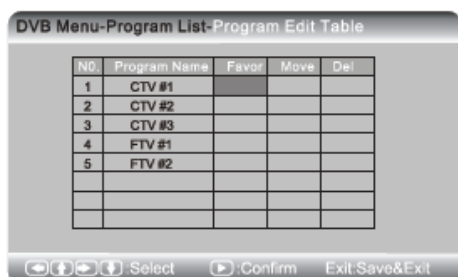 DVB Menu-Program List-Program Edit Table
N0. Program Name Favor Move Del
1 CTV #1
2 CTV #2
3 CTV #3
4 FTV #1
5 FTV #2
Select :Confirm Exit:Save&Exit